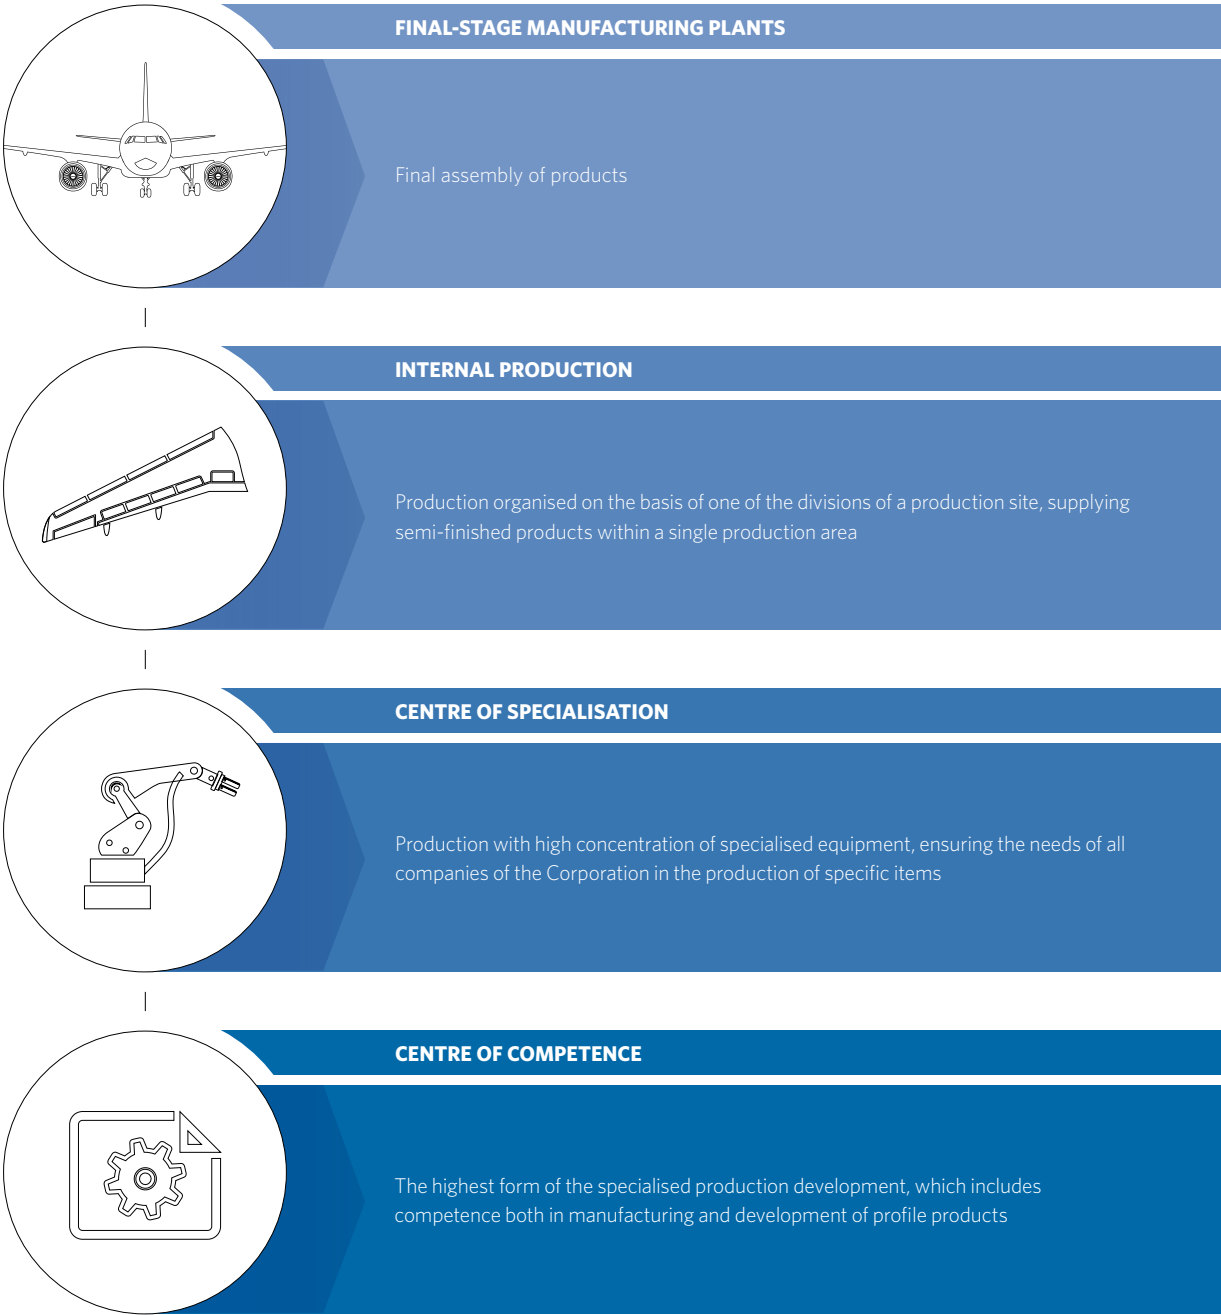 FINAL-STAGE MANUFACTURING PLANTS
Final assembly of products
INTERNAL PRODUCTION
Production organised on the basis of one of the divisions of a production site, supplying
semi-finished products within a single production area
CENTRE OF SPECIALISATION
Production with high concentration of specialised equipment, ensuring the needs of all
companies of the Corporation in the production of specific items
CENTRE OF COMPETENCE
The highest form of the specialised production development, which includes
competence both in manufacturing and development of profile products